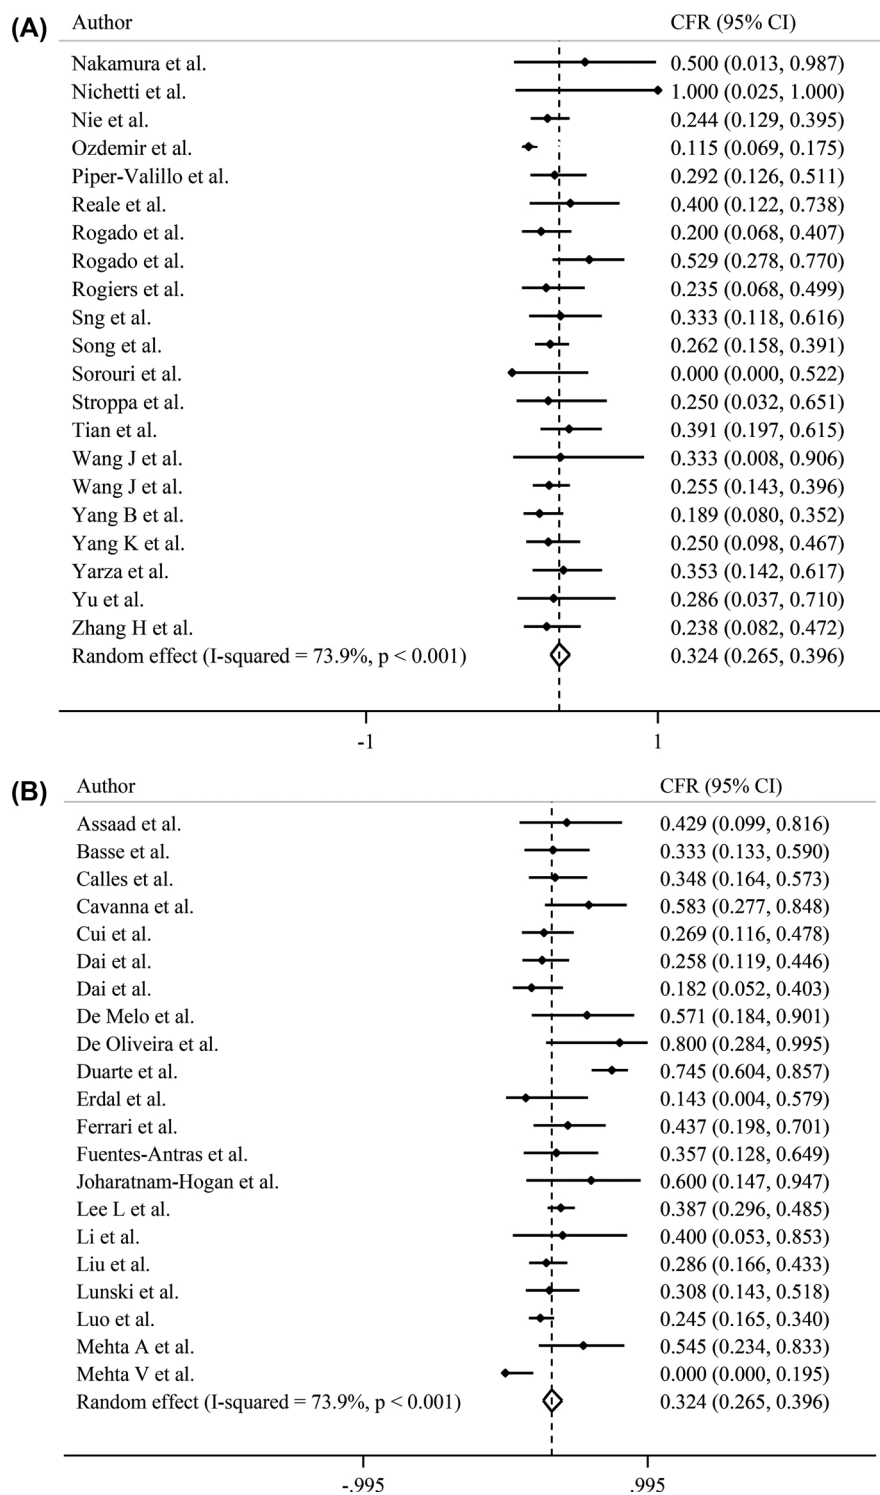 (A) Author CFR (95% CI)
Nakamura et al. 0.500 (0.013, 0.987)
Nichetti et al. 1.000 (0.025, 1.000)
Nie et al. 0.244 (0.129, 0.395)
Ozdemir et al. 0.115 (0.069, 0.175)
Piper-Valillo et al. 0.292 (0.126, 0.511)
Reale et al. 0.400 (0.122, 0.738)
Rogado et al. 0.200 (0.068, 0.407)
Rogado et al. 0.529 (0.278, 0.770)
Rogiers et al. 0.235 (0.068, 0.499)
Sng et al. 0.333 (0.118, 0.616)
Song et al. 0.262 (0.158, 0.391)
Sorouri et al. 0.000 (0.000, 0.522)
Stroppa et al. 0.250 (0.032, 0.651)
Tian et al. 0.391 (0.197, 0.615)
Wang J et al. 0.333 (0.008, 0.906)
Wang J et al. 0.255 (0.143, 0.396)
Yang B et al. 0.189 (0.080, 0.352)
Yang K et al. 0.250 (0.098, 0.467)
Yarza et al. 0.353 (0.142, 0.617)
Yu et al. 0.286 (0.037, 0.710)
Zhang H et al. 0.238 (0.082, 0.472)
Random effect (I-squared = 73.9%, p < 0.001) 0.324 (0.265, 0.396)
-1 1
(B) Author CFR (95% CI)
Assaad et al. 0.429 (0.099, 0.816)
Basse et al. 0.333 (0.133, 0.590)
Calles et al. 0.348 (0.164, 0.573)
Cavanna et al. 0.583 (0.277, 0.848)
Cui et al. 0.269 (0.116, 0.478)
Dai et al. 0.258 (0.119, 0.446)
Dai et al. 0.182 (0.052, 0.403)
De Melo et al. 0.571 (0.184, 0.901)
De Oliveira et al. 0.800 (0.284, 0.995)
Duarte et al. 0.745 (0.604, 0.857)
Erdal et al. 0.143 (0.004, 0.579)
Ferrari et al. 0.437 (0.198, 0.701)
Fuentes-Antras et al. 0.357 (0.128, 0.649)
Joharatnam-Hogan et al. 0.600 (0.147, 0.947)
Lee L et al. 0.387 (0.296, 0.485)
Li et al. 0.400 (0.053, 0.853)
Liu et al. 0.286 (0.166, 0.433)
Lunski et al. 0.308 (0.143, 0.518)
Luo et al. 0.245 (0.165, 0.340)
Mehta A et al. 0.545 (0.234, 0.833)
Mehta V et al. 0.000 (0.000, 0.195)
Random effect (I-squared = 73.9%, p < 0.001) 0.324 (0.265, 0.396)
-.995 .995